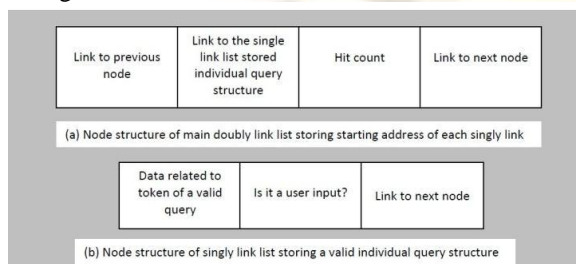 Link to previous
node
Link to the single
link list stored
individual query
structure
Hit count
Link to next node
(a) Node structure of main doubly link list storing starting address of each singly link
Data related to
token of a valid
query
Is it a user input?
Link to next node
(b) Node structure of singly link list storing a valid individual query structure